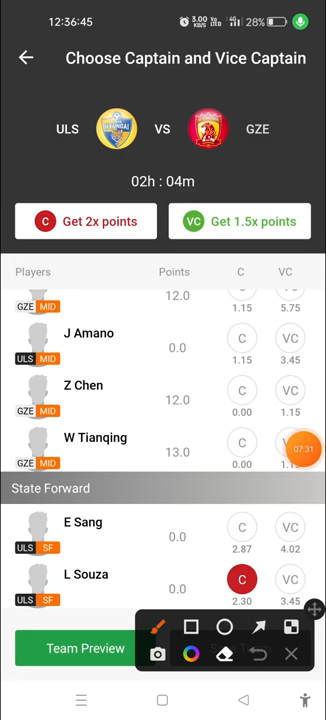 12:36:45 3.00 KB/S Vo LTE 4G 28%
Choose Captain and Vice Captain
ULS VS GZE
02h : 04m
C Get 2x points VC Get 1.5x points
Players Points C VC
12.0
GZE MID 1.15 5.75
J Amano C VC
0.0
ULS MID 1.15 3.45
Z Chen C VC
12.0
GZE MID 0.00 1.15
W Tianqing C 07:31
13.0
GZE MID 0.00
State Forward
E Sang C VC
0.0
ULS SF 2.87 4.02
L Souza C VC
0.0
ULS SF 2.30 3.45
Team Preview